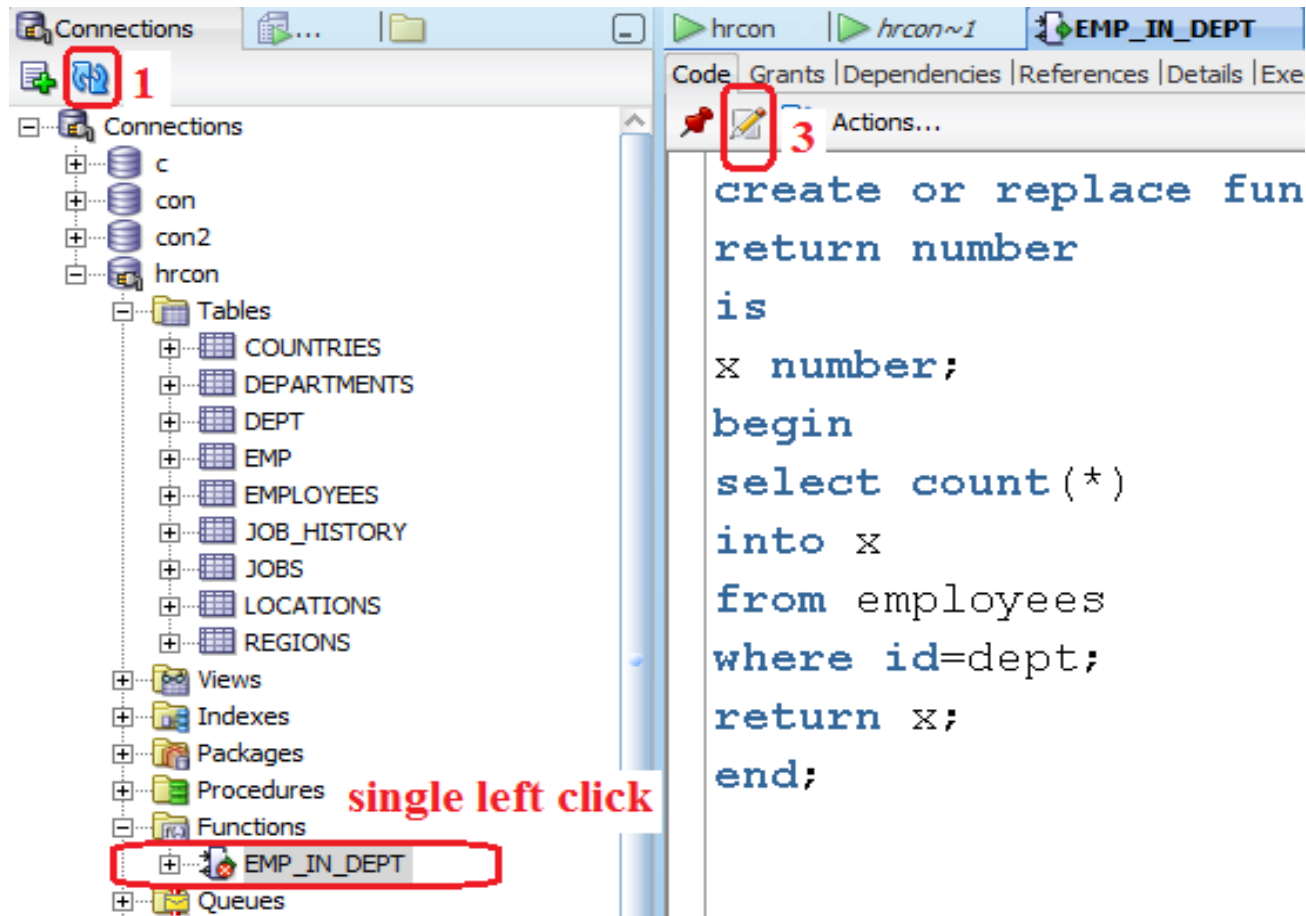 Connections
...
1
Connections
c
con
con2
hrcon
Tables
COUNTRIES
DEPARTMENTS
DEPT
EMP
EMPLOYEES
JOB_HISTORY
JOBS
LOCATIONS
REGIONS
Views
Indexes
Packages
Procedures
single left click
Functions
EMP_IN_DEPT
Queues
hrcon hrcon~1 EMP_IN_DEPT
Code Grants Dependencies References Details Exe
3 Actions...
create or replace fun
return number
is
x number;
begin
select count(*)
into x
from employees
where id=dept;
return x;
end;